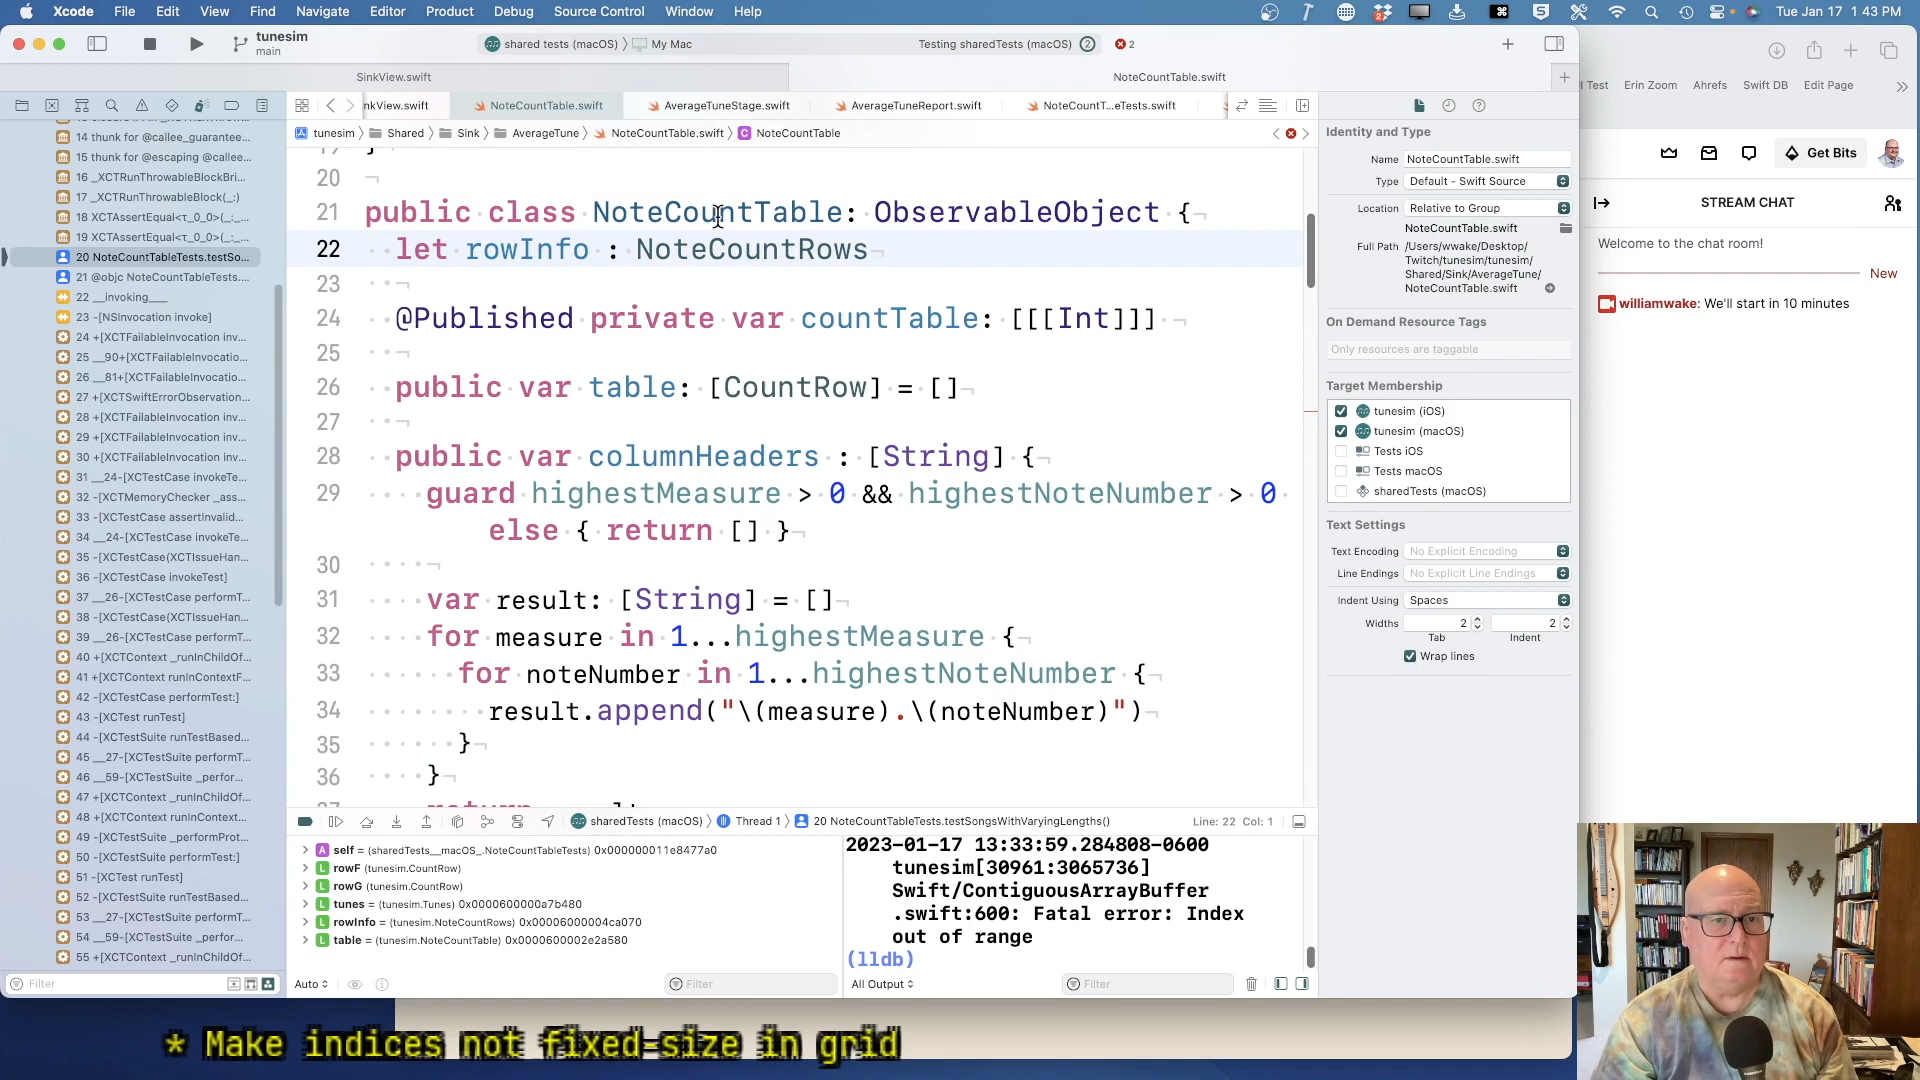 Xcode File Edit View Find Navigate Editor Product Debug Source Control Window Help
Tue Jan 17 1:43 PM
tunesim
main
shared tests (macOS) 〉 My Mac
Testing sharedTests (macOS) 2
2
SinkView.swift
NoteCountTable.swift
nkView.swift
NoteCountTable.swift
AverageTuneStage.swift
AverageTuneReport.swift
NoteCountT...eTests.swift
tunesim 〉 Shared 〉 Sink 〉 AverageTune 〉 NoteCountTable.swift 〉 C NoteCountTable
14 thunk for @callee_guarantee...
15 thunk for @escaping @callee...
16 _XCTRunThrowableBlockBri...
17 _XCTRunThrowableBlock(_:)
18 XCTAssertEqual<τ_0_0>(_:_...
19 XCTAssertEqual<τ_0_0>(_:_...
20 NoteCountTableTests.testSo...
21 @objc NoteCountTableTests....
22 __invoking___
23 -[NSInvocation invoke]
24 +[XCTFailableInvocation inv...
25 __90+[XCTFailableInvocatio...
26 __81+[XCTFailableInvocatio...
27 +[XCTSwiftErrorObservation...
28 +[XCTFailableInvocation inv...
29 +[XCTFailableInvocation inv...
30 +[XCTFailableInvocation inv...
31 __24-[XCTestCase invokeTe...
32 -[XCTMemoryChecker _ass...
33 -[XCTestCase assertInvalid...
34 __24-[XCTestCase invokeTe...
35 -[XCTestCase(XCTIssueHan...
36 -[XCTestCase invokeTest]
37 __26-[XCTestCase performT...
38 -[XCTestCase(XCTIssueHan...
39 __26-[XCTestCase performT...
40 +[XCTContext _runInChildOf...
41 +[XCTContext runInContextF...
42 -[XCTestCase performTest:]
43 -[XCTest runTest]
44 -[XCTestSuite runTestBased...
45 __27-[XCTestSuite performT...
46 __59-[XCTestSuite _perfor...
47 +[XCTContext _runInChildOf...
48 +[XCTContext runInContext...
49 -[XCTestSuite _performProt...
50 -[XCTestSuite performTest:]
51 -[XCTest runTest]
52 -[XCTestSuite runTestBased...
53 __27-[XCTestSuite performT...
54 __59-[XCTestSuite _perfor...
55 +[XCTContext _runInChildOf...
Filter
20
21 public class NoteCountTable: ObservableObject {
22 let rowInfo : NoteCountRows
23
24 @Published private var countTable: [[[Int]]]
25
26 public var table: [CountRow] = []
27
28 public var columnHeaders : [String] {
29 guard highestMeasure > 0 && highestNoteNumber > 0
else { return [] }
30
31 var result: [String] = []
32 for measure in 1...highestMeasure {
33 for noteNumber in 1...highestNoteNumber {
34 result.append("\(measure).\(noteNumber)")
35 }
36 }
sharedTests (macOS) 〉 Thread 1 〉 20 NoteCountTableTests.testSongsWithVaryingLengths()
Line: 22 Col: 1
A self = (sharedTests__macOS_.NoteCountTableTests) 0x000000011e8477a0
L rowF (tunesim.CountRow)
L rowG (tunesim.CountRow)
L tunes = (tunesim.Tunes) 0x0000600000a7b480
L rowInfo = (tunesim.NoteCountRows) 0x00006000004ca070
L table = (tunesim.NoteCountTable) 0x0000600002e2a580
Auto
Filter
2023-01-17 13:33:59.284808-0600
tunesim[30961:3065736]
Swift/ContiguousArrayBuffer
.swift:600: Fatal error: Index
out of range
(lldb)
All Output
Filter
Identity and Type
Name NoteCountTable.swift
Type Default - Swift Source
Location Relative to Group
NoteCountTable.swift
Full Path /Users/wwake/Desktop/
Twitch/tunesim/tunesim/
Shared/Sink/AverageTune/
NoteCountTable.swift
On Demand Resource Tags
Only resources are taggable
Target Membership
tunesim (iOS)
tunesim (macOS)
Tests iOS
Tests macOS
sharedTests (macOS)
Text Settings
Text Encoding No Explicit Encoding
Line Endings No Explicit Line Endings
Indent Using Spaces
Widths 2 2
Tab Indent
Wrap lines
l Test Erin Zoom Ahrefs Swift DB Edit Page
Get Bits
STREAM CHAT
Welcome to the chat room!
New
williamwake: We'll start in 10 minutes
* Make indices not fixed-size in grid